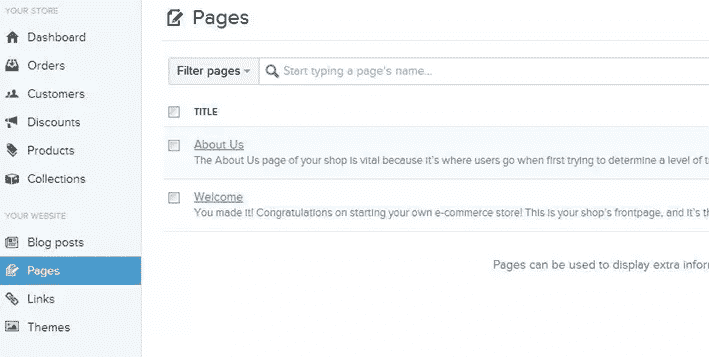 YOUR STORE
Dashboard
Orders
Customers
Discounts
Products
Collections
YOUR WEBSITE
Blog posts
Pages
Links
Themes
Pages
Filter pages
Start typing a page's name...
TITLE
About Us
The About Us page of your shop is vital because it's where users go when first trying to determine a level of
Welcome
You made it! Congratulations on starting your own e-commerce store! This is your shop's frontpage, and it's
Pages can be used to display extra